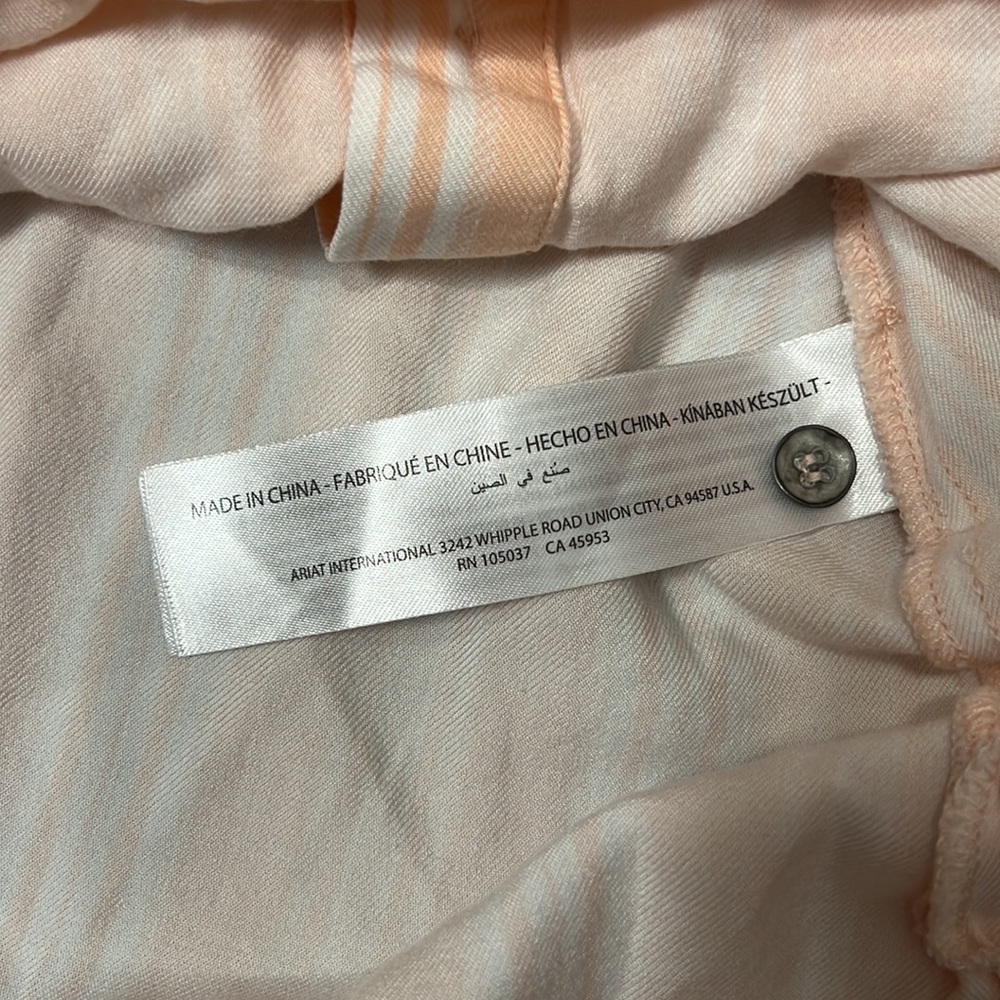 MADE IN CHINA - FABRIQUÉ EN CHINE - HECHO EN CHINA - KÍNÁBAN KÉSZÜLT -
صنّع في الصين
ARIAT INTERNATIONAL 3242 WHIPPLE ROAD UNION CITY, CA 94587 U.S.A.
RN 105037 CA 45953